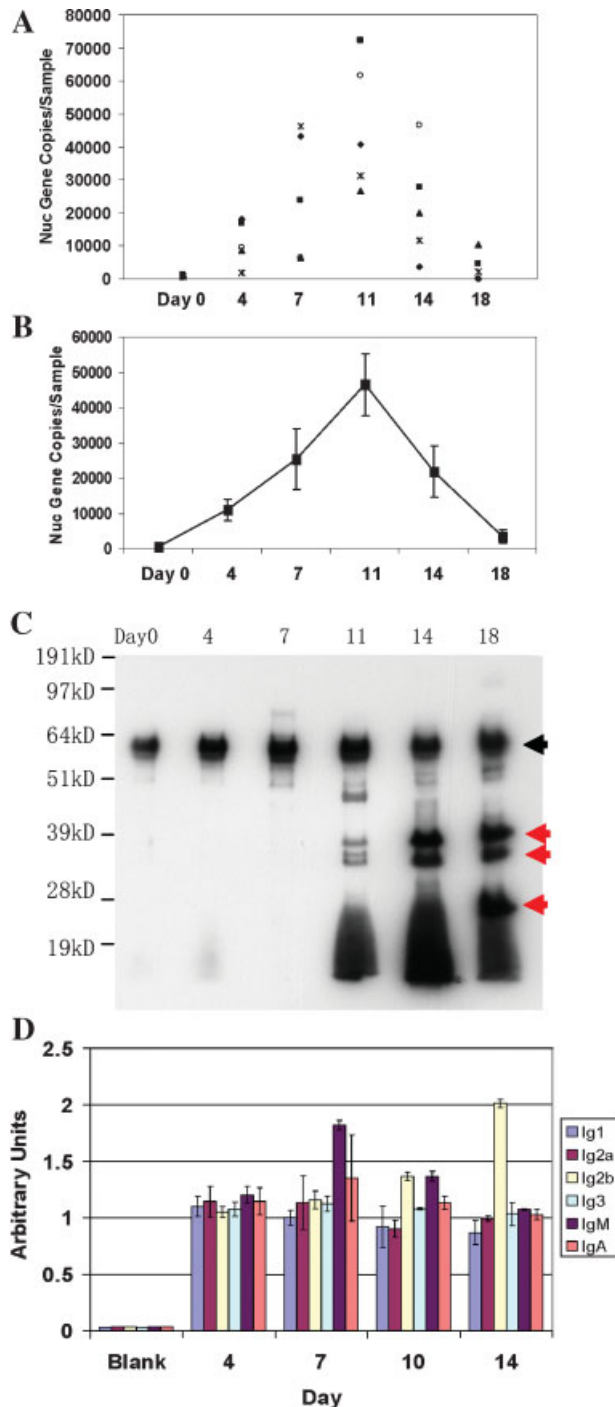 A
Nuc Gene Copies/Sample
80000
70000
60000
50000
40000
30000
20000
10000
0
Day 0 4 7 11 14 18
B
Nuc Gene Copies/Sample
60000
50000
40000
30000
20000
10000
0
Day 0 4 7 11 14 18
C
Day0 4 7 11 14 18
191kD
97kD
64kD
51kD
39kD
28kD
19kD
D
Arbitrary Units
2.5
2
1.5
1
0.5
0
Blank 4 7 10 14
Day
Ig1
Ig2a
Ig2b
Ig3
IgM
IgA